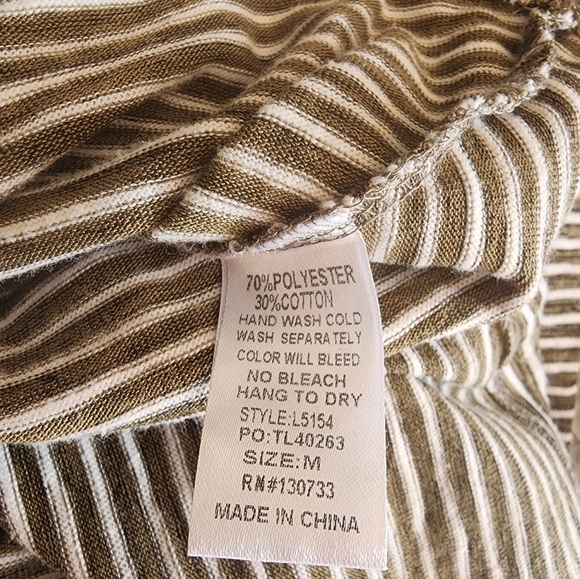 70%POLYESTER
30%COTTON
HAND WASH COLD
WASH SEPARATELY
COLOR WILL BLEED
NO BLEACH
HANG TO DRY
STYLE:L5154
PO:TL40263
SIZE:M
RN#130733
MADE IN CHINA